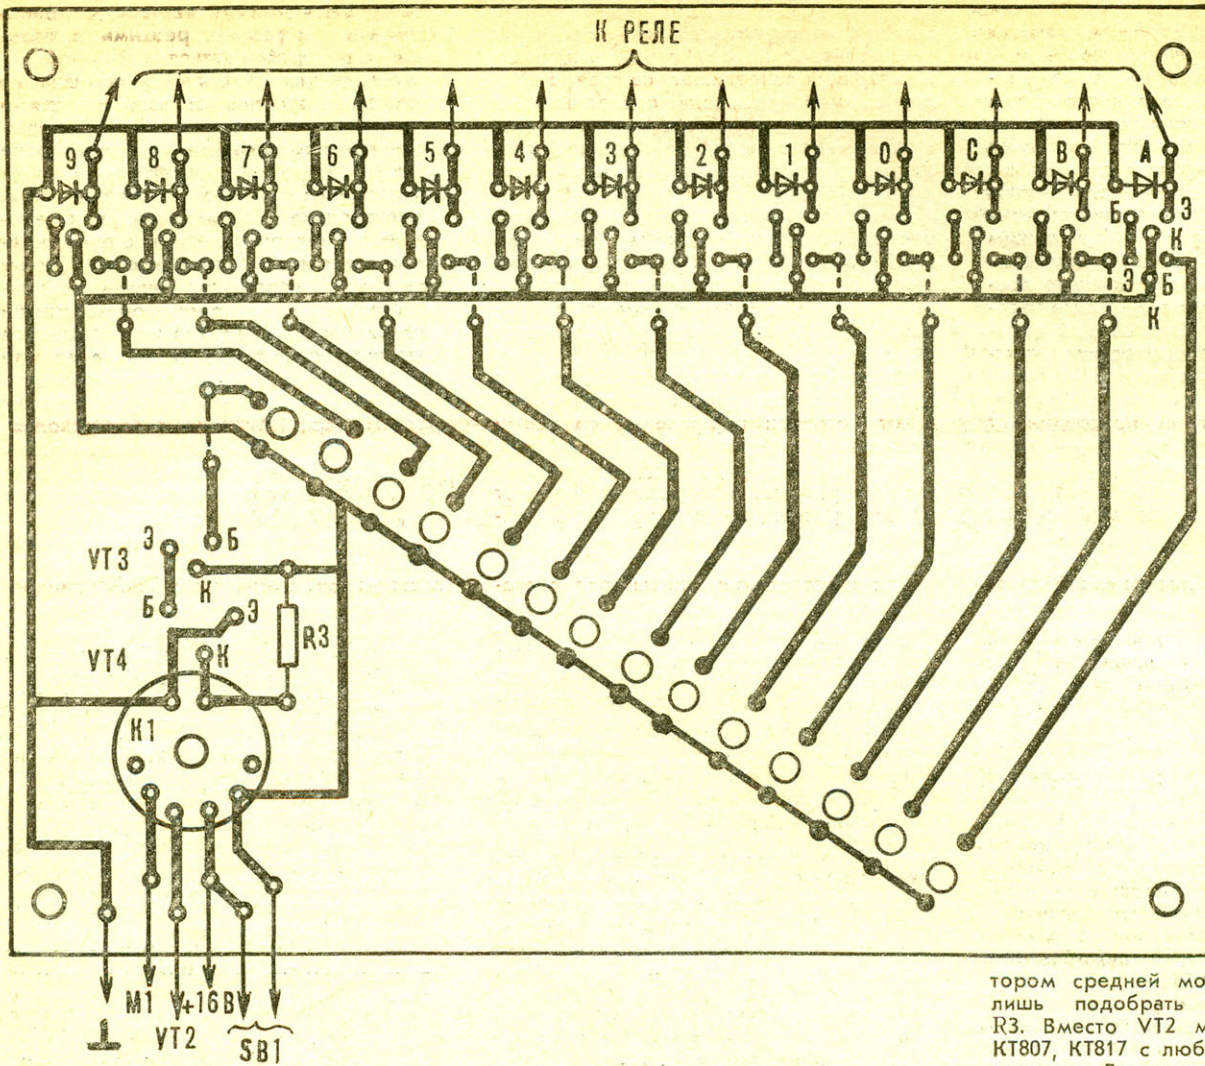 К РЕЛЕ
9 8 7 6 5 4 3 2 1 0 С В А
Б Э
К
Э Б
К
Э Б
VT3
К
Б Э
R3
VT4 К
К1
М1 +16В
VT2 SB1
тором средней мо
лишь подобрать
R3. Вместо VT2 м
КТ807, КТ817 с люб